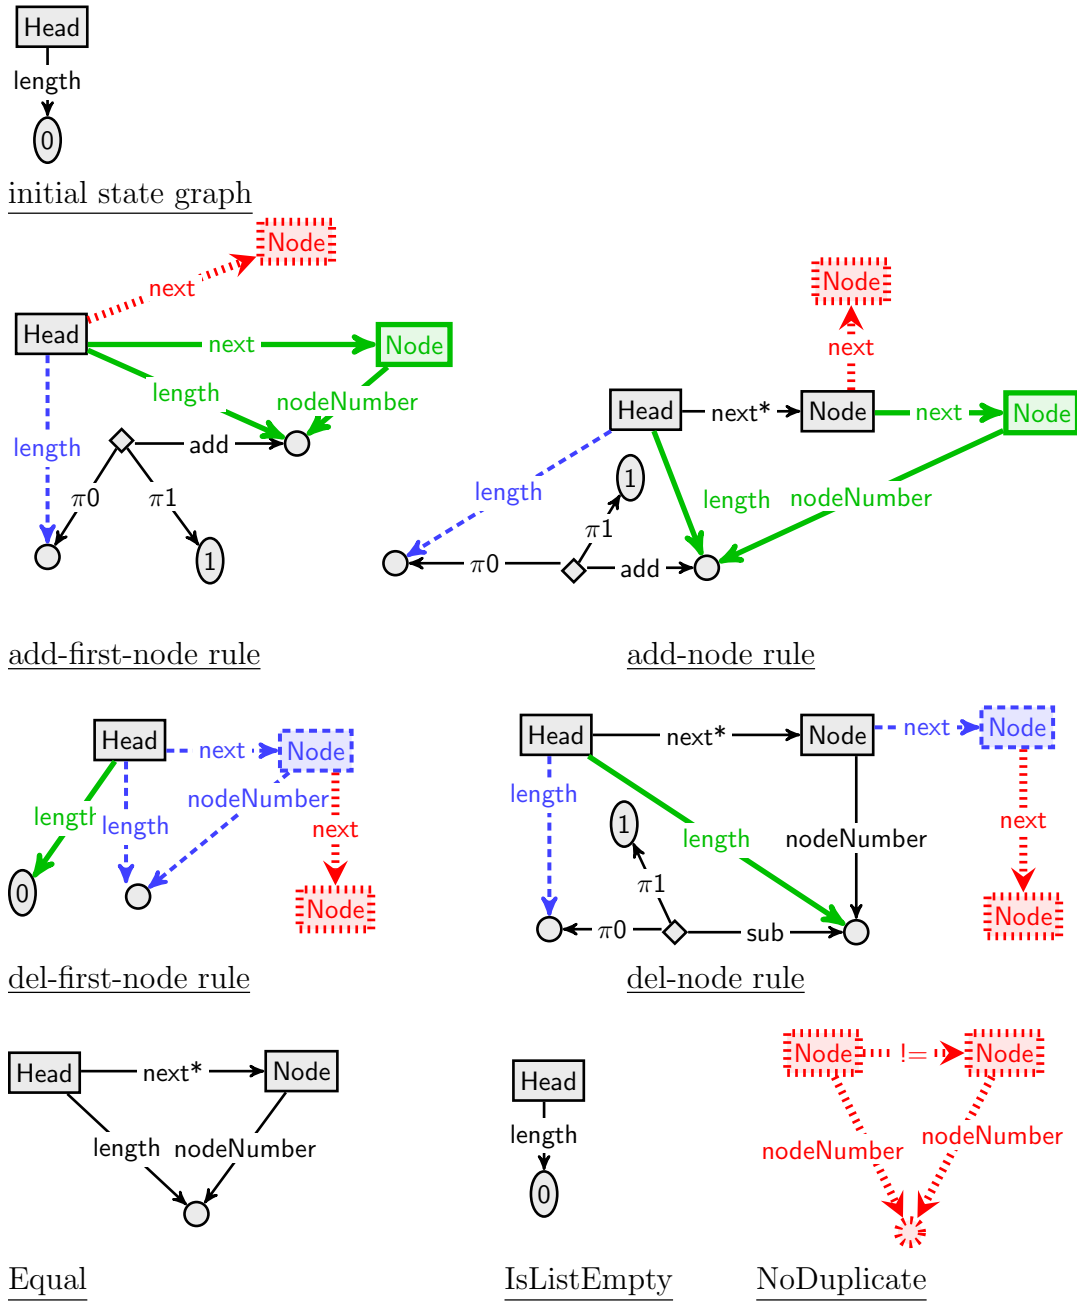 Head
length
0
initial state graph
Node
next
Head
next
Node
length
nodeNumber
length
add
π0
π1
1
add-first-node rule
Node
next
Head
next*
Node
next
Node
length
1
length
nodeNumber
π1
π0
add
add-node rule
Head
next
Node
nodeNumber
length
length
next
0
Node
del-first-node rule
Head
next*
Node
next
Node
length
1
length
nodeNumber
next
π1
π0
sub
Node
del-node rule
Head
next*
Node
length
nodeNumber
Equal
Head
length
0
IsListEmpty
Node
!=
Node
nodeNumber
nodeNumber
NoDuplicate